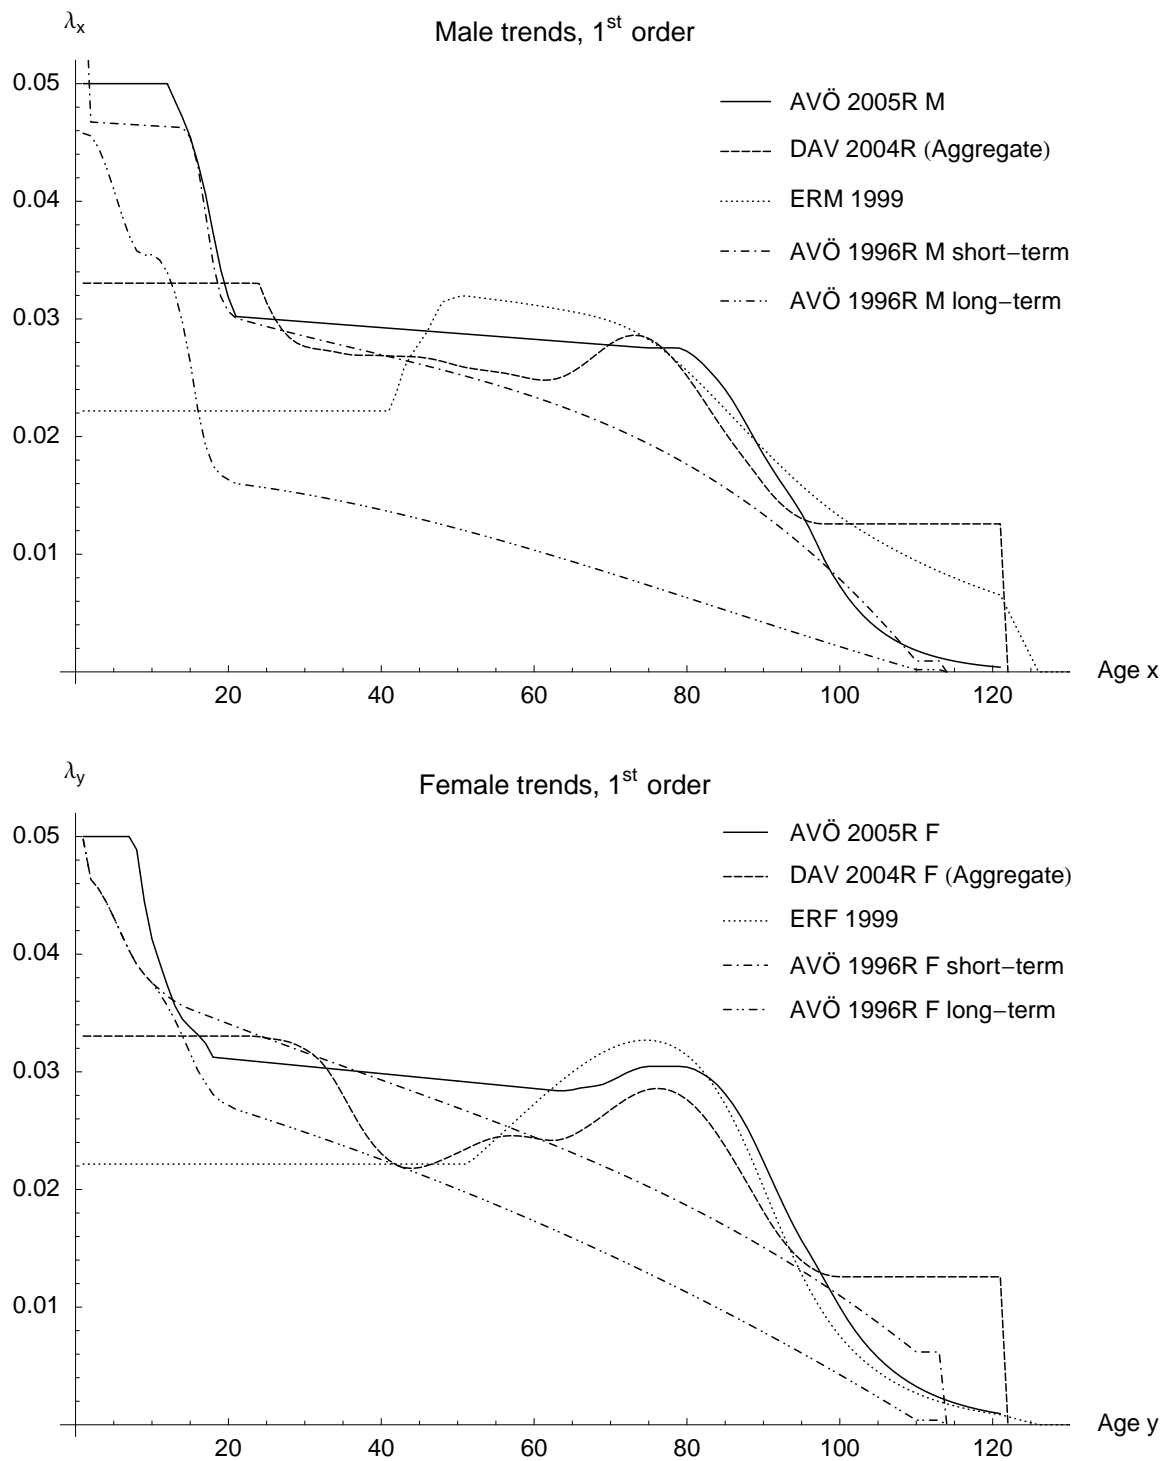 λx
Male trends, 1st order
0.05
0.04
0.03
0.02
0.01
AVÖ 2005R M
DAV 2004R (Aggregate)
ERM 1999
AVÖ 1996R M short−term
AVÖ 1996R M long−term
20 40 60 80 100 120
Age x
λy
Female trends, 1st order
0.05
0.04
0.03
0.02
0.01
AVÖ 2005R F
DAV 2004R F (Aggregate)
ERF 1999
AVÖ 1996R F short−term
AVÖ 1996R F long−term
20 40 60 80 100 120
Age y